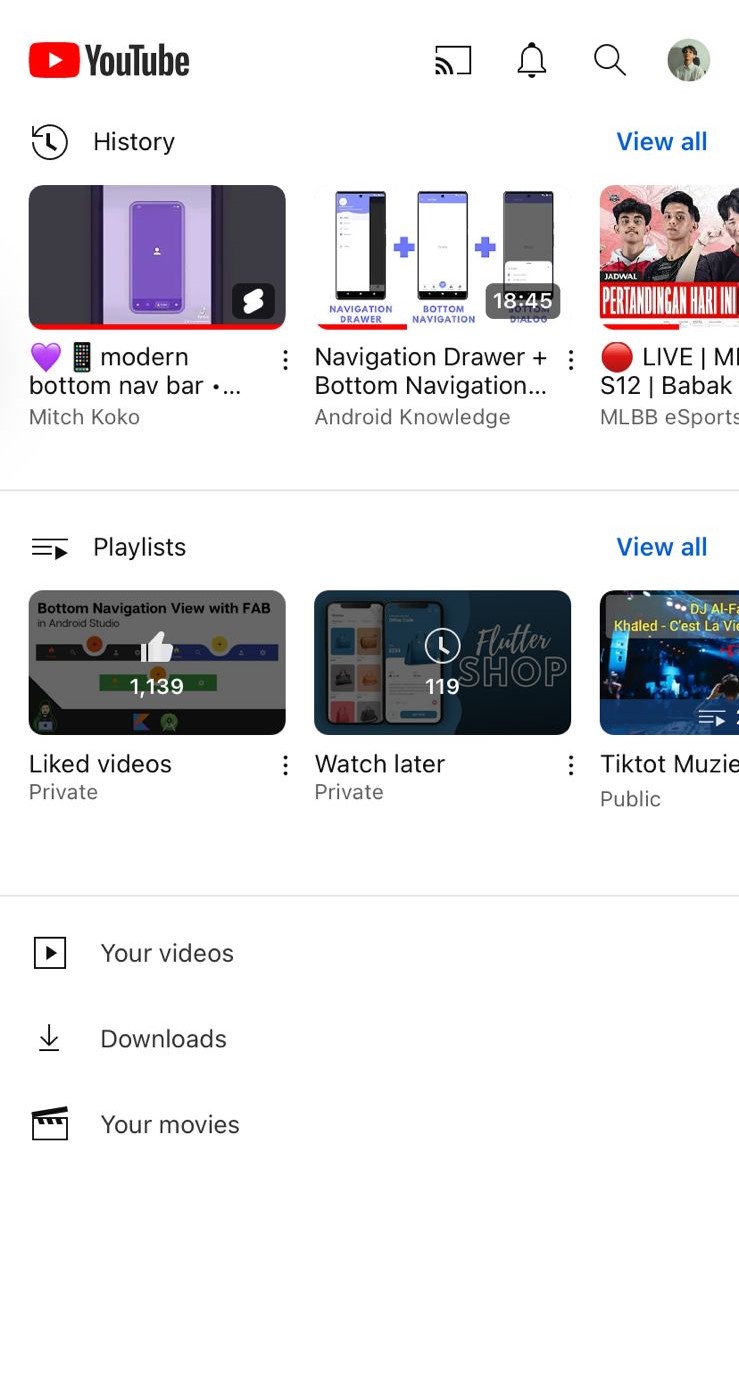 YouTube
History
View all
NAVIGATION
DRAWER
BOTTOM
NAVIGATION
18:45
BOTTOM
DIALOG
JADWAL
PERTANDINGAN HARI INI
💜📱 modern
bottom nav bar •...
Mitch Koko
Navigation Drawer +
Bottom Navigation...
Android Knowledge
🔴 LIVE | M
S12 | Babak
MLBB eSports
Playlists
View all
Bottom Navigation View with FAB
in Android Studio
1,139
119
Flutter
SHOP
DJ Al-Fa
Khaled - C'est La Vie
Liked videos
Private
Watch later
Private
Tiktot Muzie
Public
Your videos
Downloads
Your movies